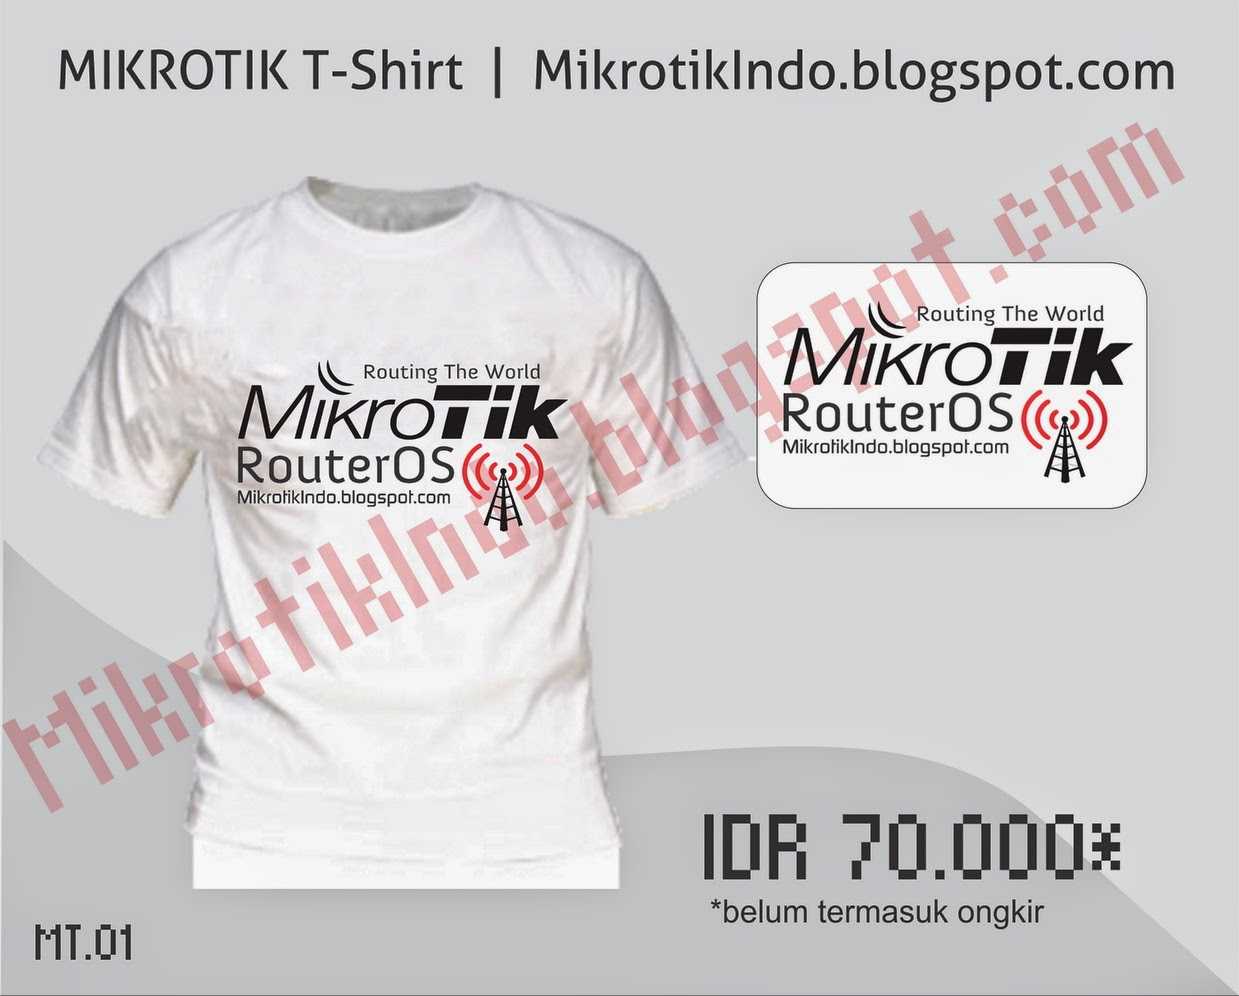 MIKROTIK T-Shirt | MikrotikIndo.blogspot.com
Routing The World
MikroTik
RouterOS
MikrotikIndo.blogspot.com
Routing The World
MikroTik
RouterOS
MikrotikIndo.blogspot.com
MikrotikIndo.blogspot.com
IDR 70.000*
*belum termasuk ongkir
MT.01